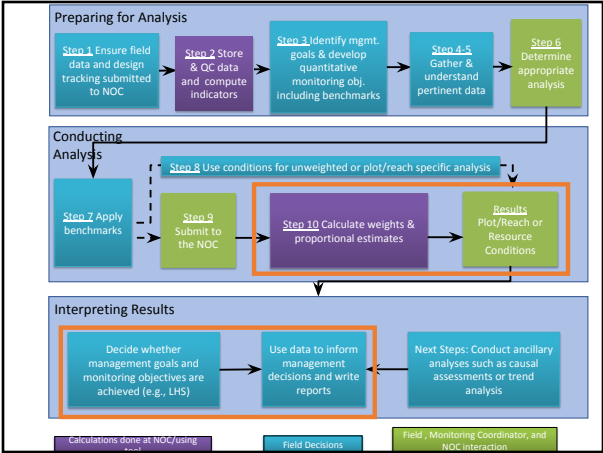 Preparing for Analysis
Step 1 Ensure field
data and design
tracking submitted
to NOC
Step 2 Store
& QC data
and compute
indicators
Step 3 Identify mgmt.
goals & develop
quantitative
monitoring obj.
including benchmarks
Step 4-5
Gather &
understand
pertinent data
Step 6
Determine
appropriate
analysis
Conducting
Analysis
Step 8 Use conditions for unweighted or plot/reach specific analysis
Step 7 Apply
benchmarks
Step 9
Submit to
the NOC
Step 10 Calculate weights &
proportional estimates
Results
Plot/Reach or
Resource
Conditions
Interpreting Results
Decide whether
management goals and
monitoring objectives are
achieved (e.g., LHS)
Use data to inform
management
decisions and write
reports
Next Steps: Conduct ancillary
analyses such as causal
assessments or trend
analysis
Calculations done at NOC/using
tool
Field Decisions
Field , Monitoring Coordinator, and
NOC interaction